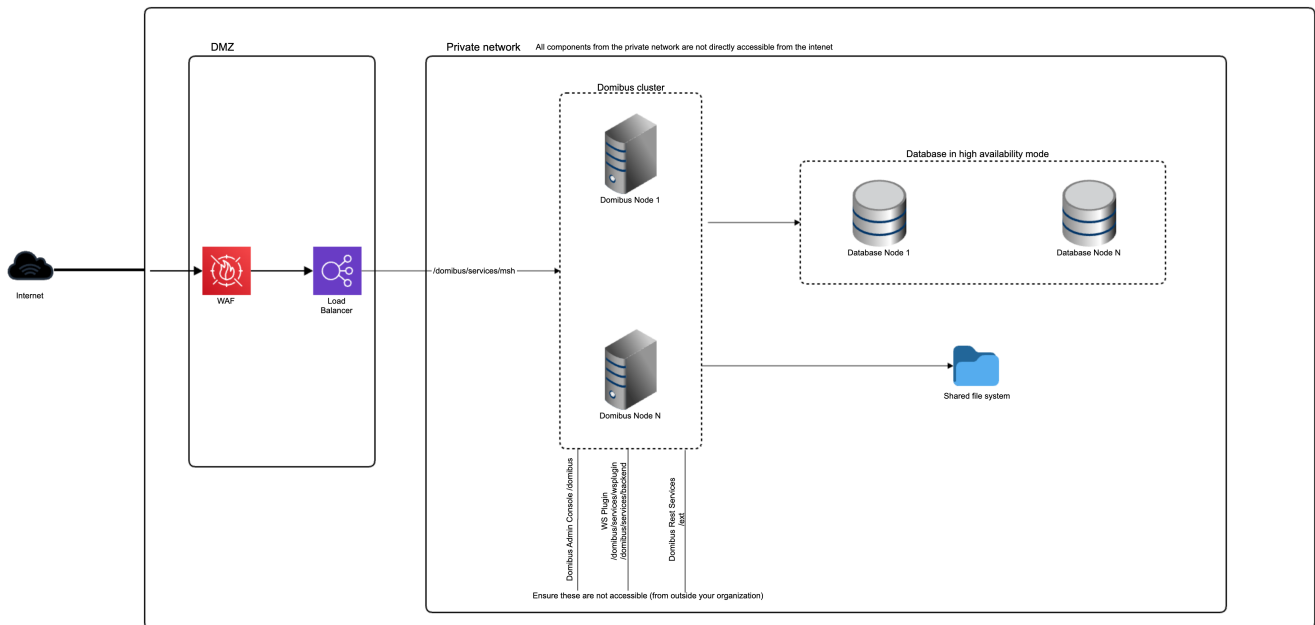 DMZ
Private network
All components from the private network are not directly accessible from the intenet
Domibus cluster
Domibus Node 1
Database in high availability mode
Database Node 1
Database Node N
Internet
WAF
Load
Balancer
/domibus/services/msh
Domibus Node N
Shared file system
Domibus Admin Console /domibus
WS Plugin
/domibus/services/wsplugin
/domibus/services/backend
Domibus Rest Services
/ext
Ensure these are not accessible (from outside your organization)